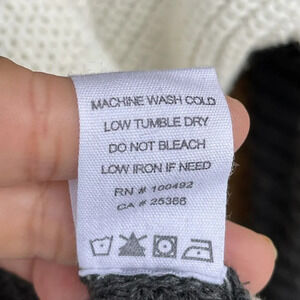 MACHINE WASH COLD
LOW TUMBLE DRY
DO NOT BLEACH
LOW IRON IF NEED
RN # 100492
CA # 25366